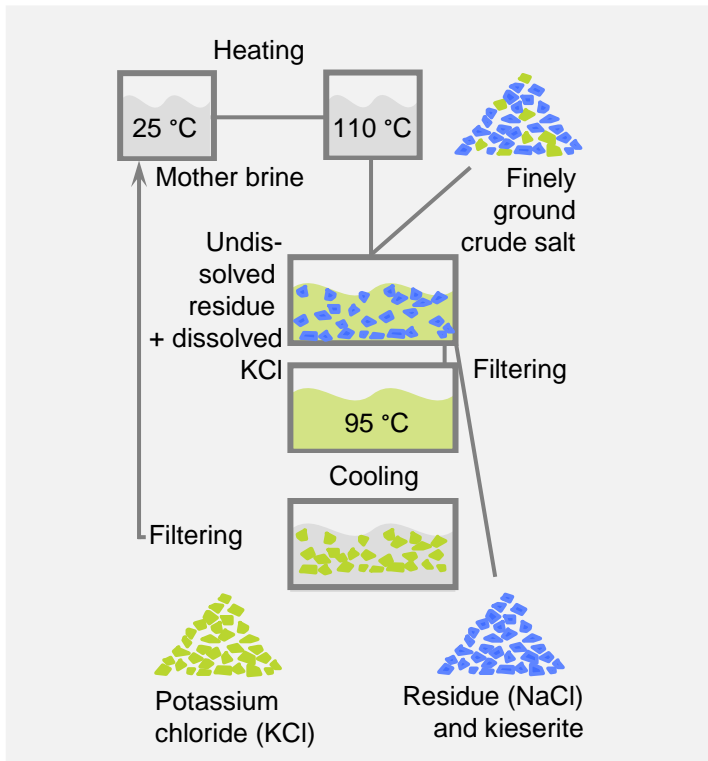 Heating
25 °C
110 °C
Mother brine
Finely
ground
crude salt
Undis-
solved
residue
+ dissolved
KCl
Filtering
95 °C
Cooling
Filtering
Potassium
chloride (KCl)
Residue (NaCl)
and kieserite